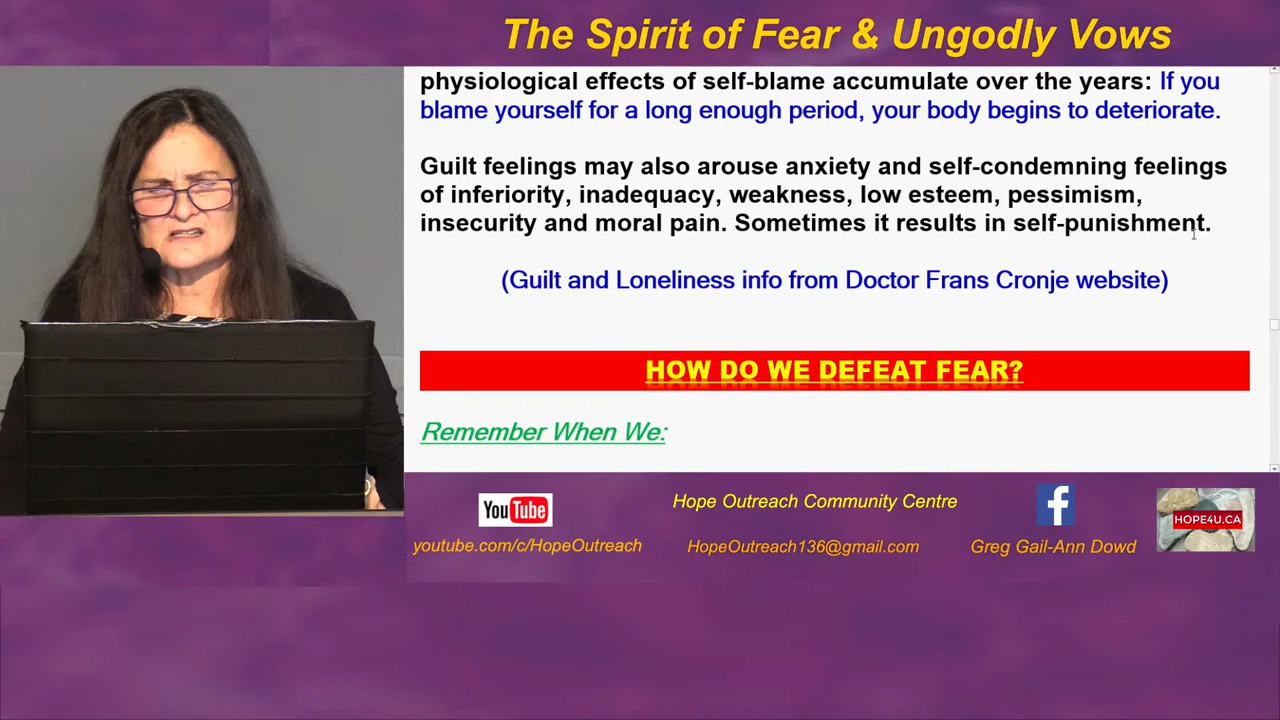 The Spirit of Fear & Ungodly Vows
physiological effects of self-blame accumulate over the years: If you
blame yourself for a long enough period, your body begins to deteriorate.
Guilt feelings may also arouse anxiety and self-condemning feelings
of inferiority, inadequacy, weakness, low esteem, pessimism,
insecurity and moral pain. Sometimes it results in self-punishment.
(Guilt and Loneliness info from Doctor Frans Cronje website)
HOW DO WE DEFEAT FEAR?
Remember When We:
YouTube
youtube.com/c/HopeOutreach
Hope Outreach Community Centre
HopeOutreach136@gmail.com
f
Greg Gail-Ann Dowd
HOPE4U.CA